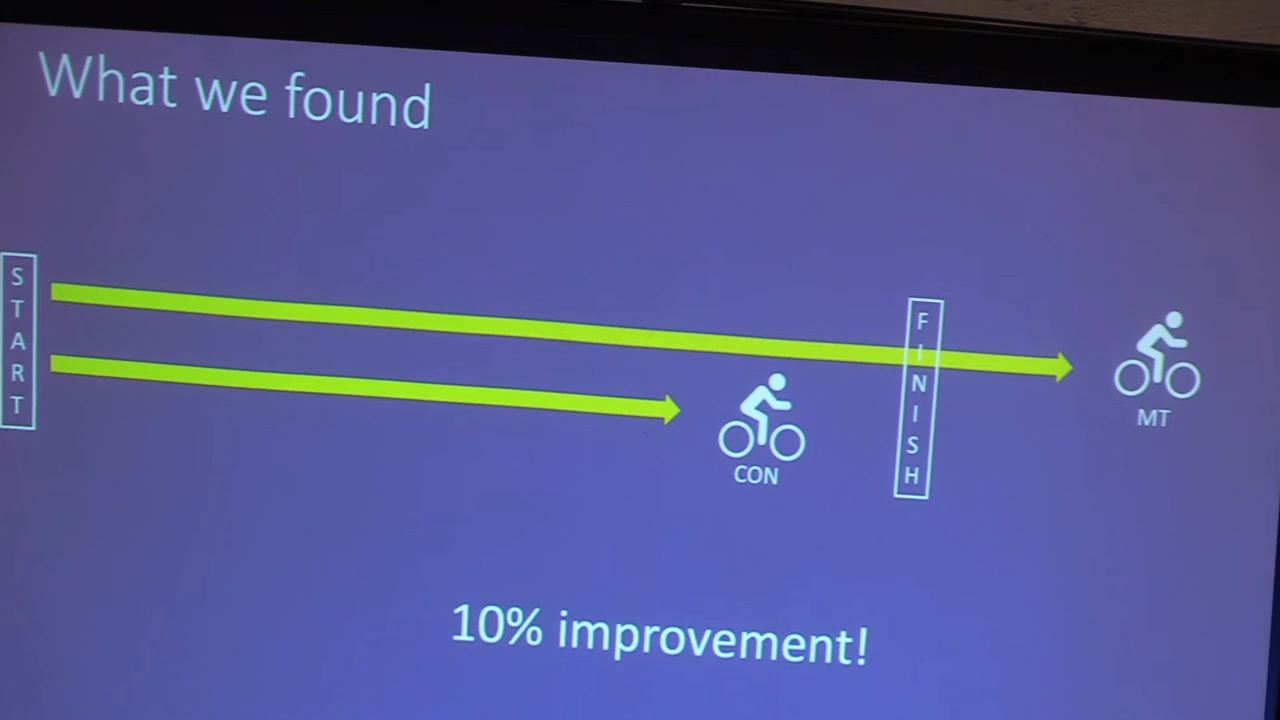 What we found
START
FINISH
MT
CON
10% improvement!